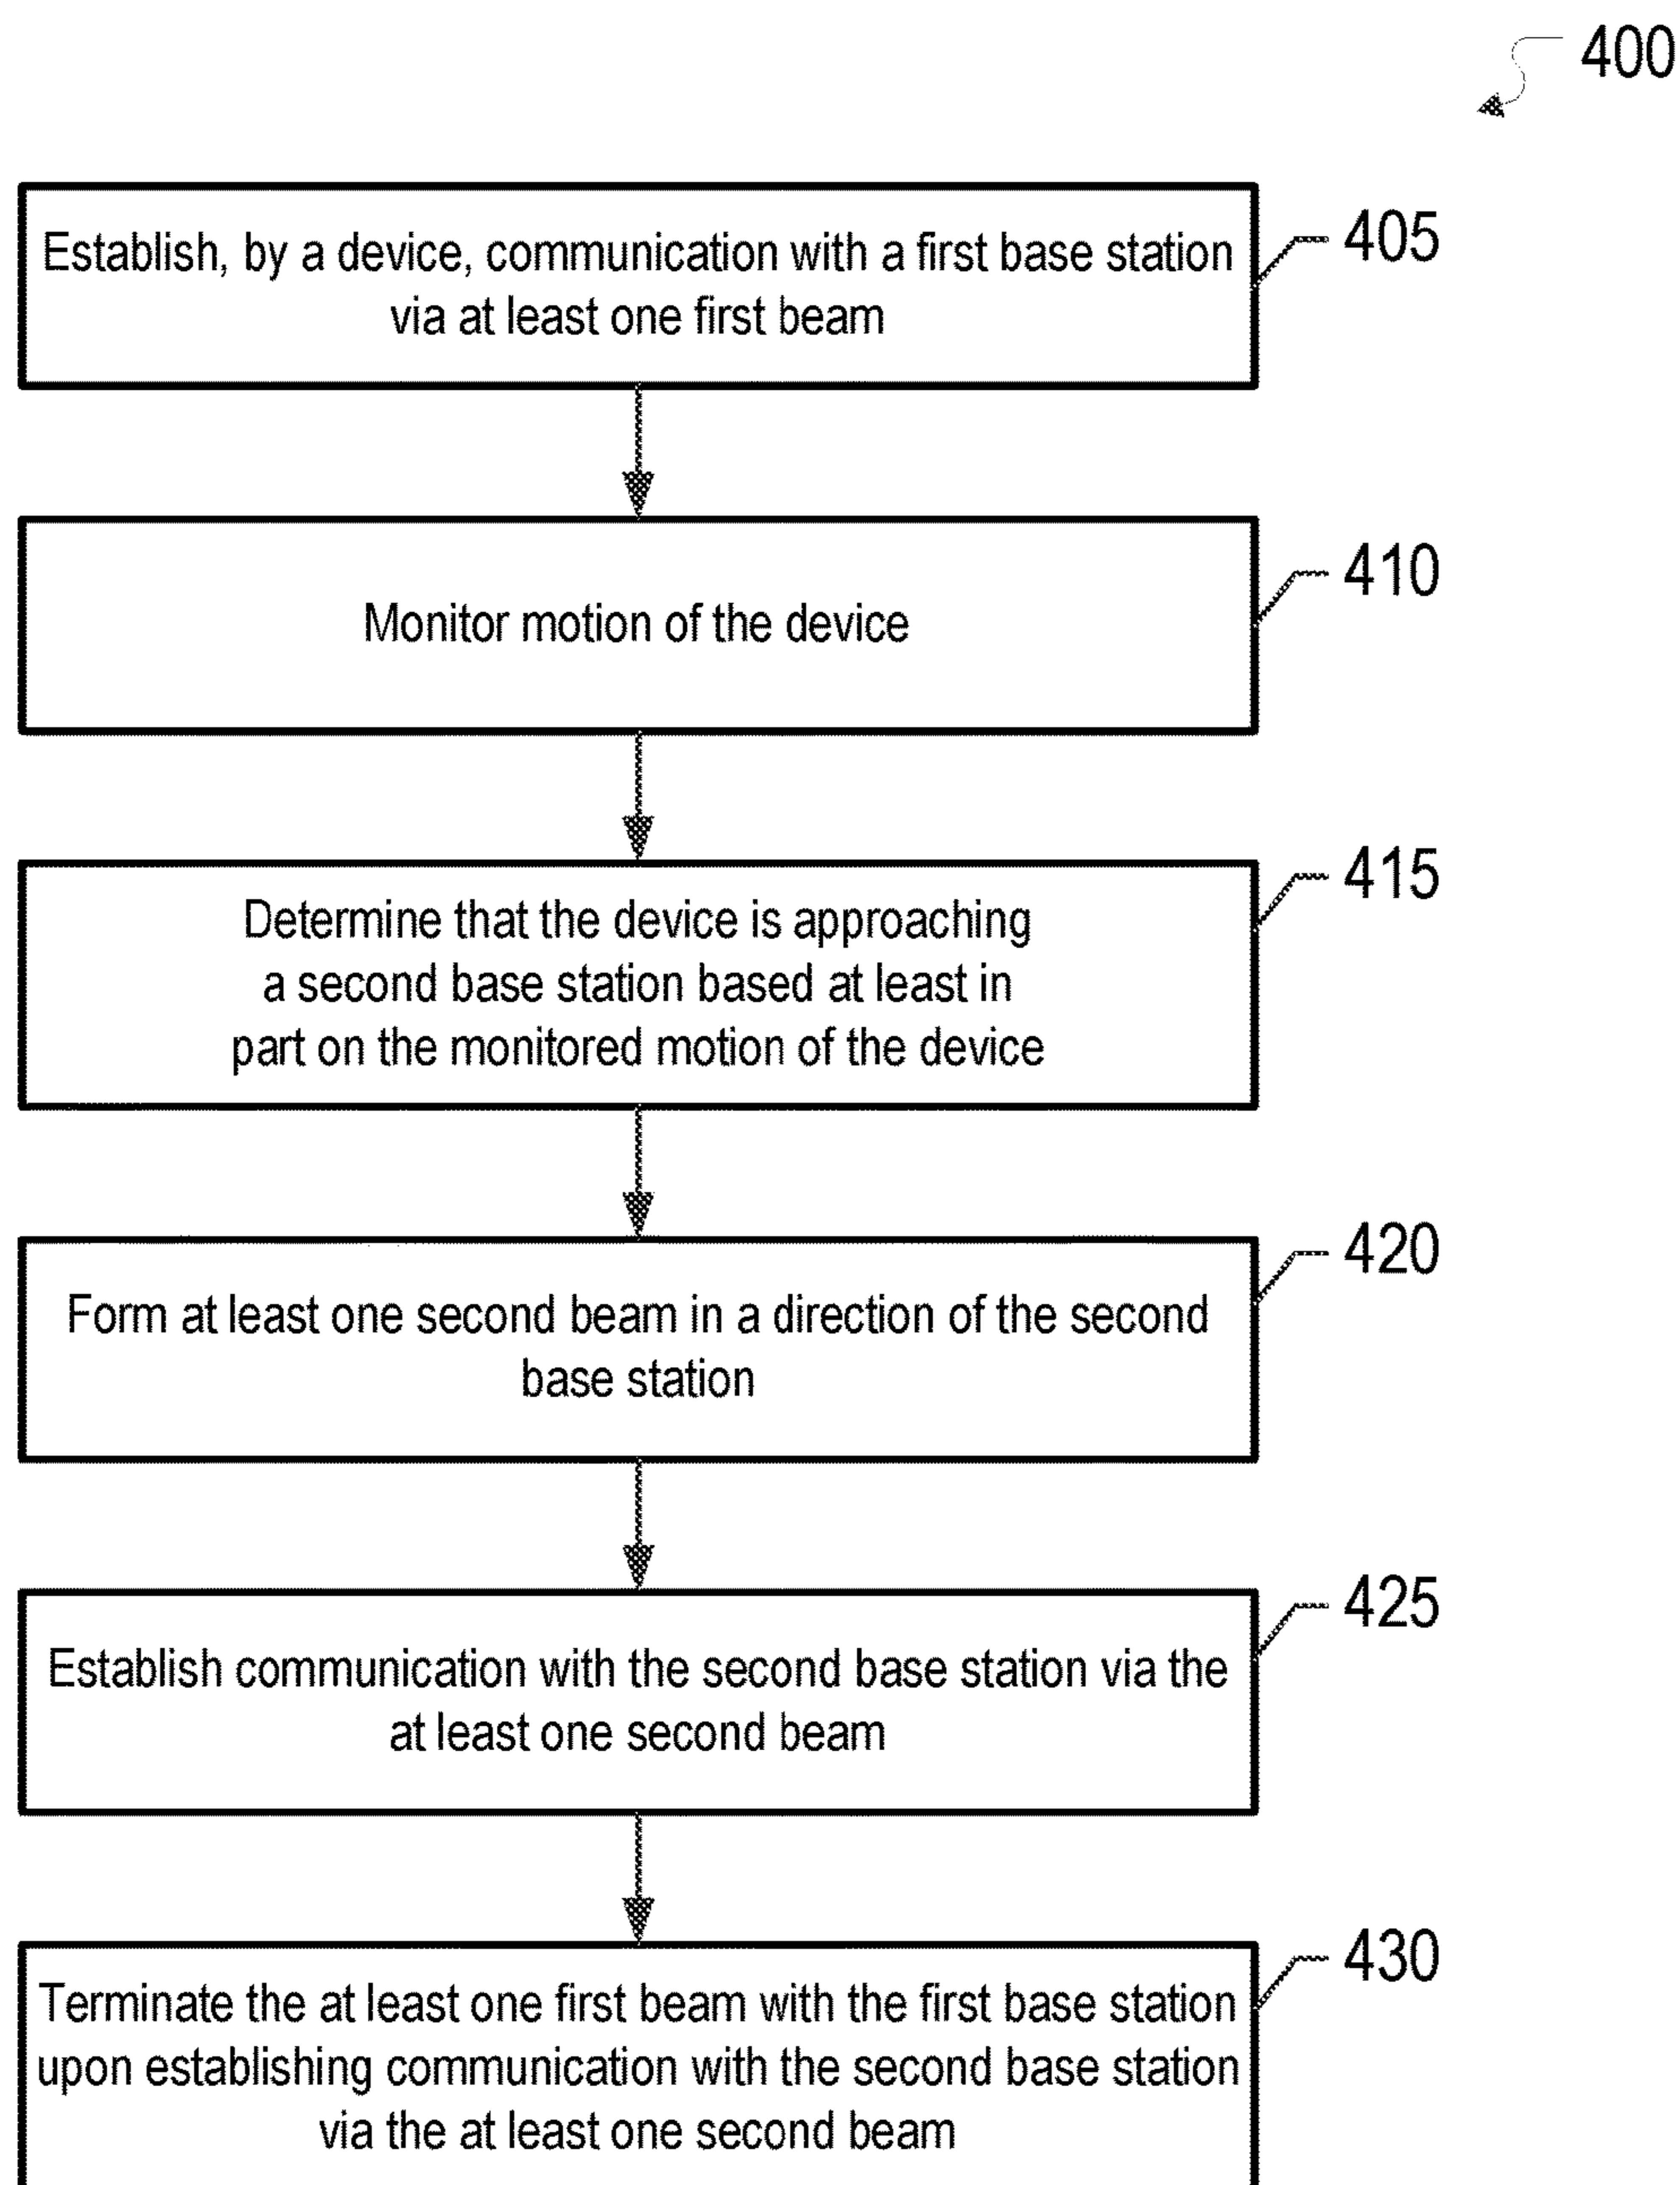 400
Establish, by a device, communication with a first base station
via at least one first beam
405
Monitor motion of the device
410
Determine that the device is approaching
a second base station based at least in
part on the monitored motion of the device
415
Form at least one second beam in a direction of the second
base station
420
Establish communication with the second base station via the
at least one second beam
425
Terminate the at least one first beam with the first base station
upon establishing communication with the second base station
via the at least one second beam
430